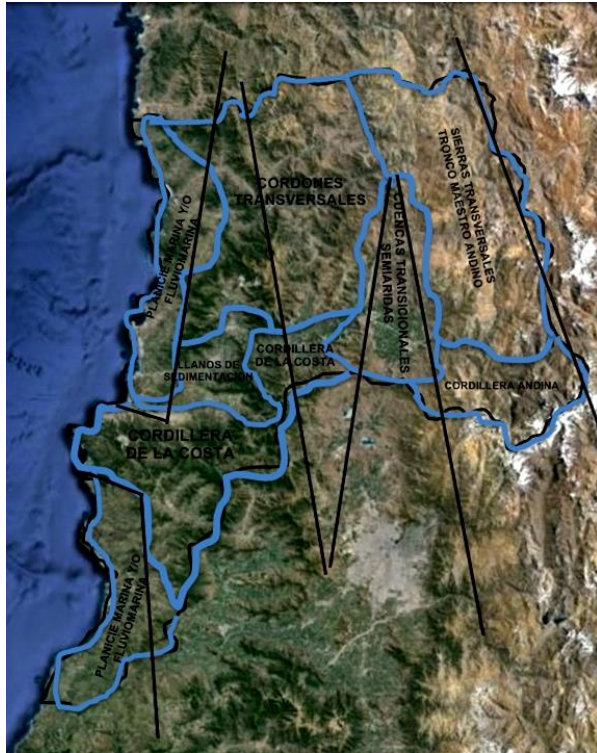 SIERRAS TRANSVERSALES
TRONCO MAESTRO ANDINO
CORDONES
TRANSVERSALES
PLANICIE MARINA Y/O
FLUVIOMARINA
CUENCAS TRANSICIONALES
SEMIARIDAS
LLANOS DE
SEDIMENTACIÓN
CORDILLERA
DE LA COSTA
CORDILLERA ANDINA
CORDILLERA
DE LA COSTA
PLANICIE MARINA Y/O
FLUVIOMARINA